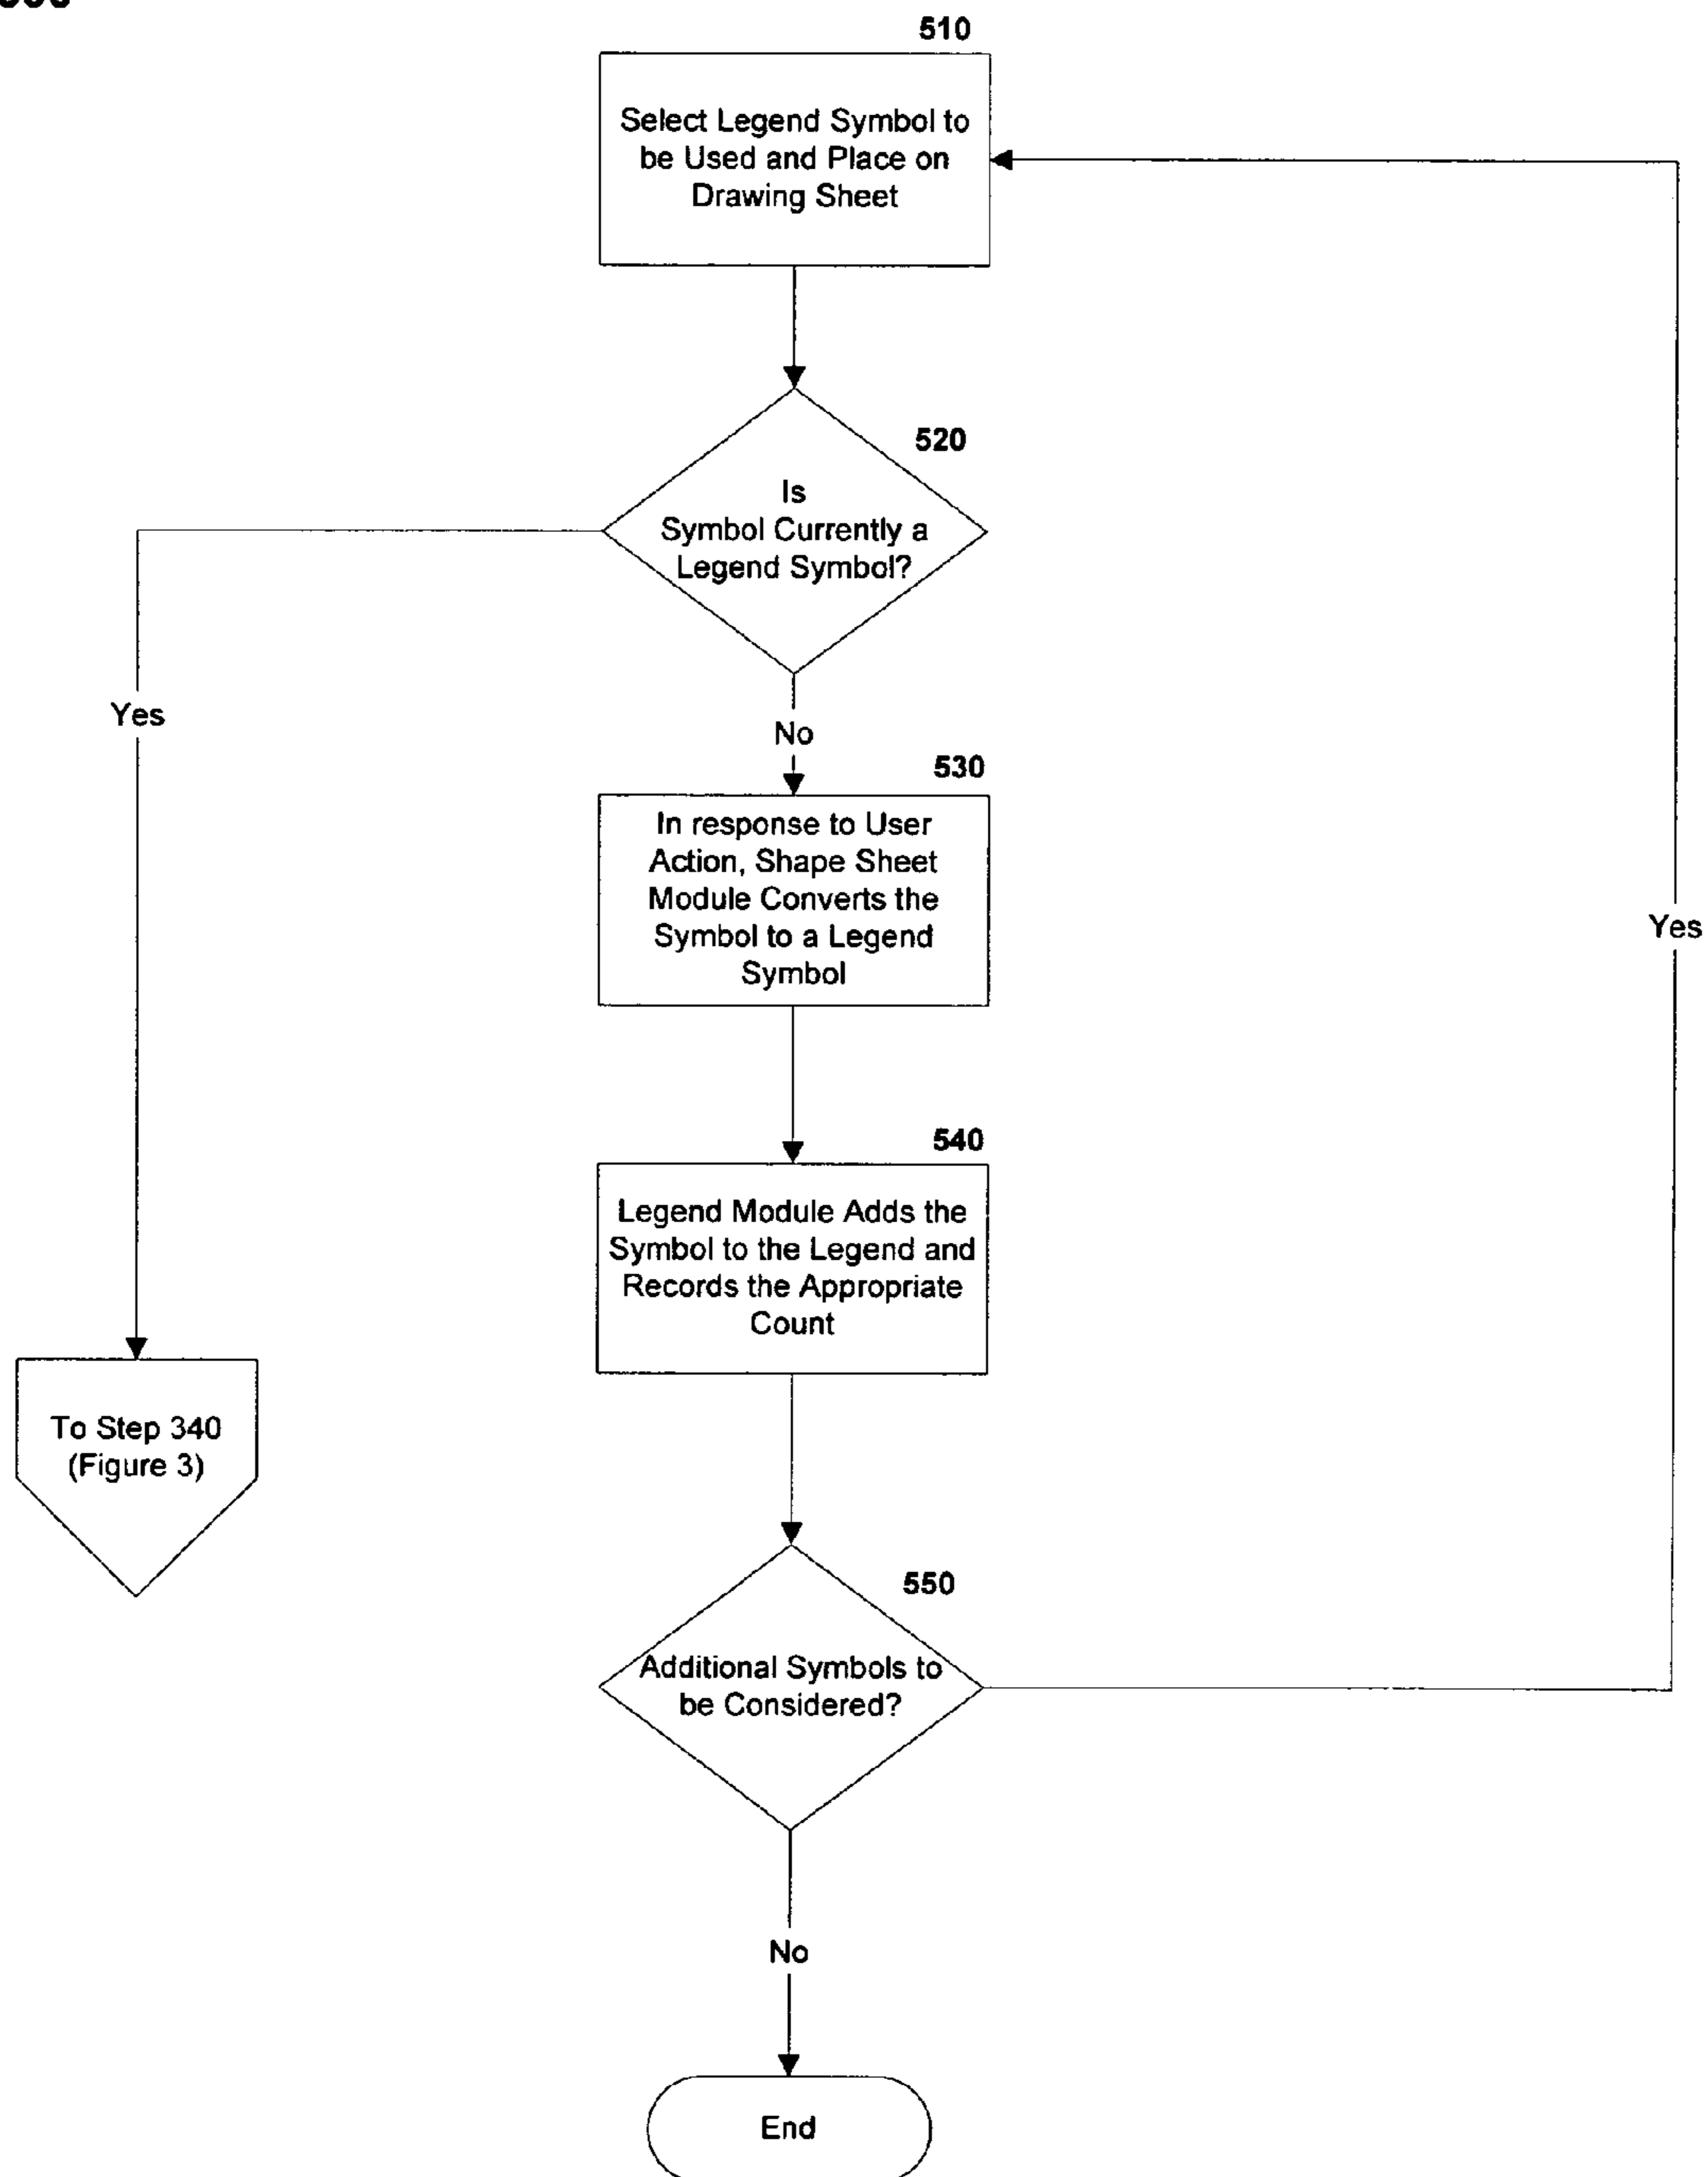 510
Select Legend Symbol to
be Used and Place on
Drawing Sheet
520
Is
Symbol Currently a
Legend Symbol?
Yes
No
530
In response to User
Action, Shape Sheet
Module Converts the
Symbol to a Legend
Symbol
Yes
540
Legend Module Adds the
Symbol to the Legend and
Records the Appropriate
Count
To Step 340
(Figure 3)
550
Additional Symbols to
be Considered?
No
End